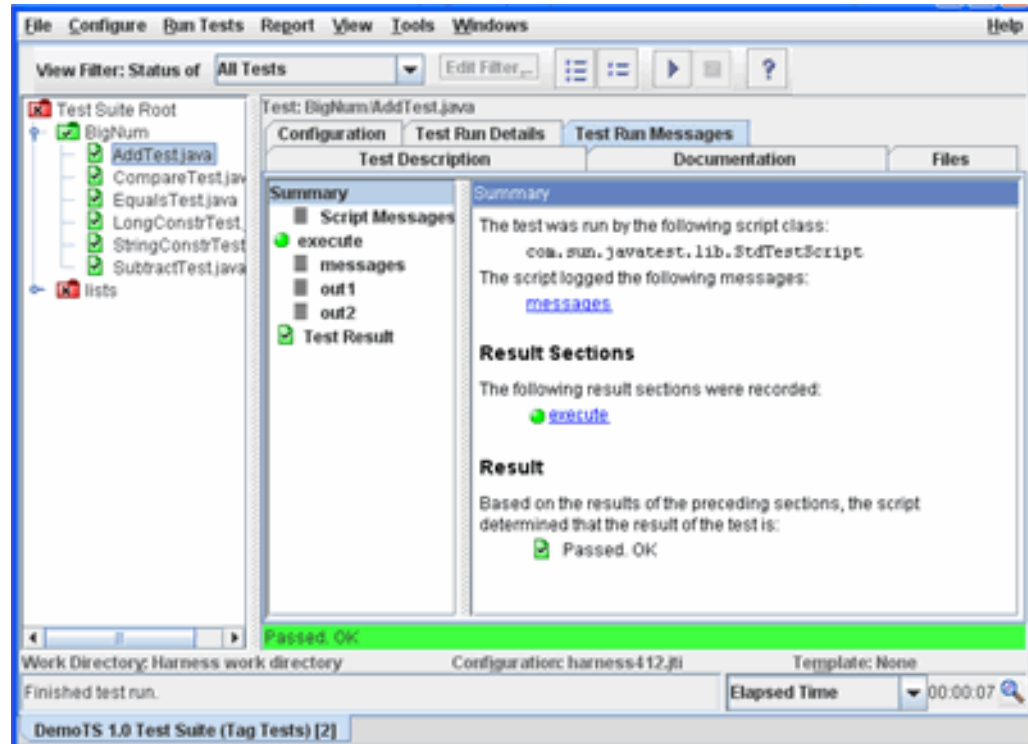 File Configure Run Tests Report View Tools Windows Help
View Filter: Status of All Tests Edit Filter... ?
Test Suite Root
BigNum
AddTest.java
CompareTest.jav
EqualsTest.java
LongConstrTest.
StringConstrTest
SubtractTest.java
lists
Test: BigNum/AddTest.java
Configuration Test Run Details Test Run Messages
Test Description Documentation Files
Summary
Script Messages
execute
messages
out1
out2
Test Result
Summary
The test was run by the following script class:
com.sun.javatest.lib.StdTestScript
The script logged the following messages:
messages
Result Sections
The following result sections were recorded:
execute
Result
Based on the results of the preceding sections, the script
determined that the result of the test is:
Passed. OK
Passed. OK
Work Directory: Harness work directory Configuration: harness412.jti Template: None
Finished test run. Elapsed Time 00:00:07
DemoTS 1.0 Test Suite (Tag Tests) [2]